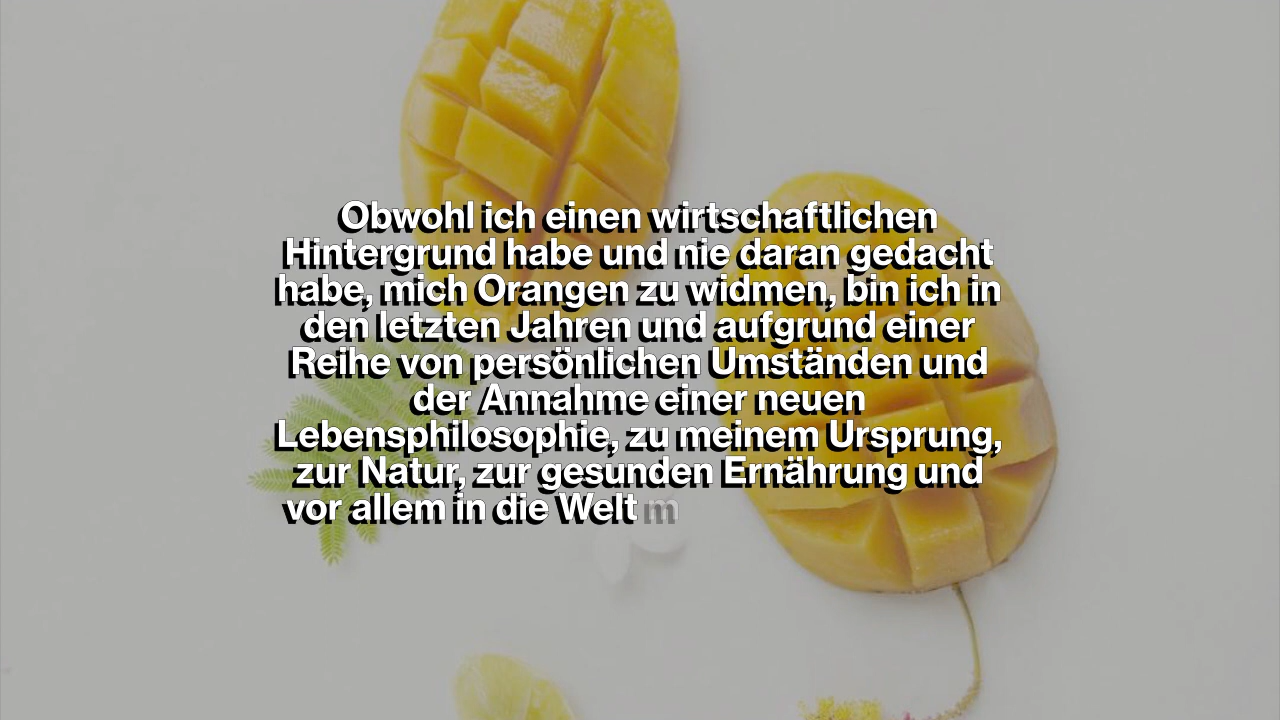 Obwohl ich einen wirtschaftlichen
Hintergrund habe und nie daran gedacht
habe, mich Orangen zu widmen, bin ich in
den letzten Jahren und aufgrund einer
Reihe von persönlichen Umständen und
der Annahme einer neuen
Lebensphilosophie, zu meinem Ursprung,
zur Natur, zur gesunden Ernährung und
vor allem in die Welt